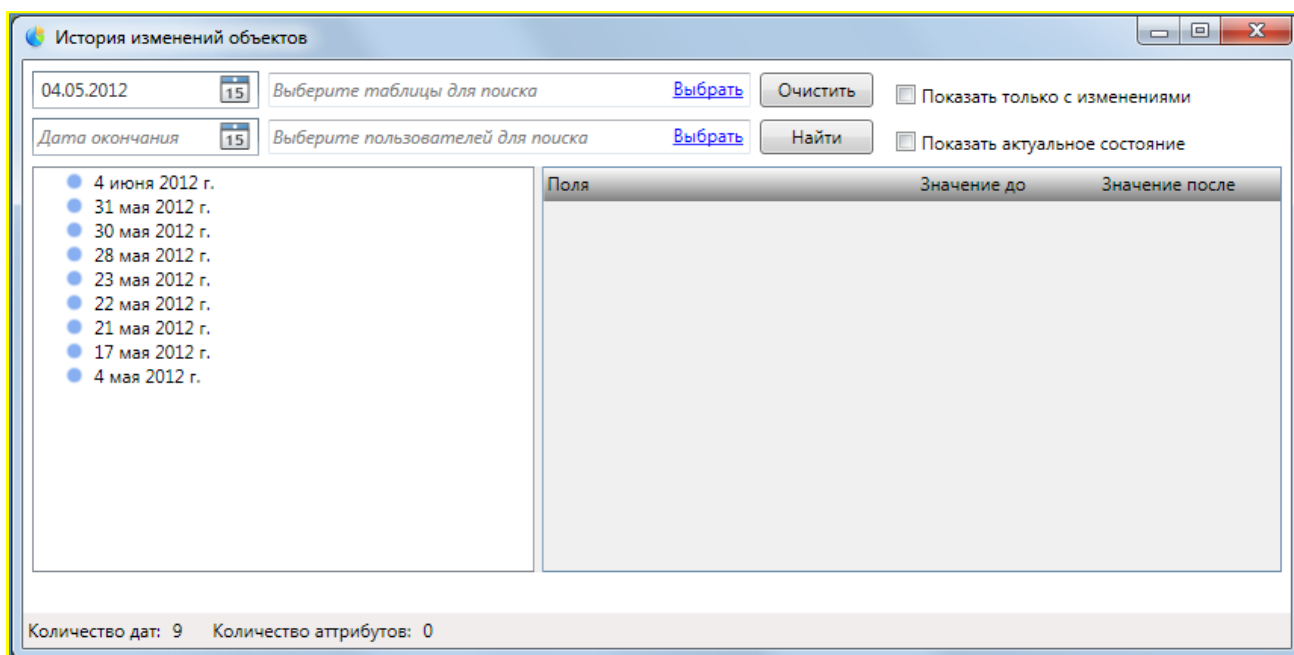 История изменений объектов
04.05.2012 15 Выберите таблицы для поиска Выбрать Очистить Показать только с изменениями
Дата окончания 15 Выберите пользователей для поиска Выбрать Найти Показать актуальное состояние
4 июня 2012 г.
31 мая 2012 г.
30 мая 2012 г.
28 мая 2012 г.
23 мая 2012 г.
22 мая 2012 г.
21 мая 2012 г.
17 мая 2012 г.
4 мая 2012 г.
Поля Значение до Значение после
Количество дат: 9 Количество аттрибутов: 0